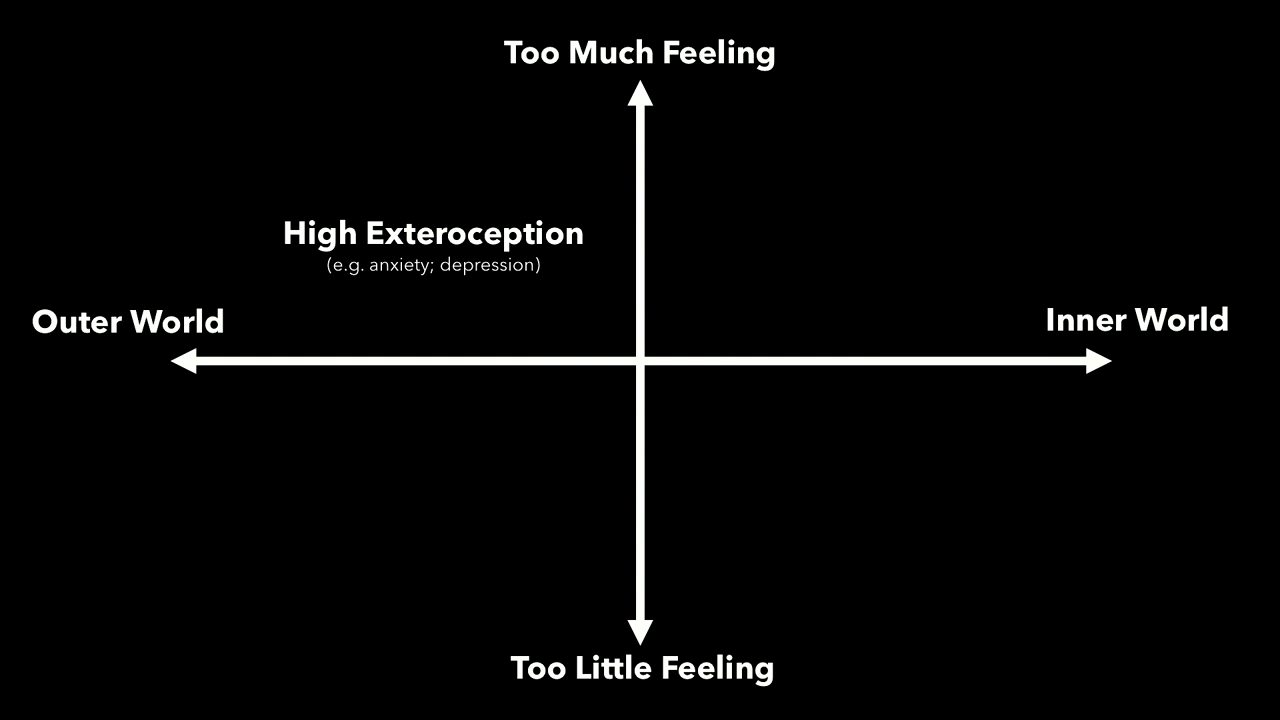 Too Much Feeling
High Exteroception
(e.g. anxiety; depression)
Outer World
Inner World
Too Little Feeling